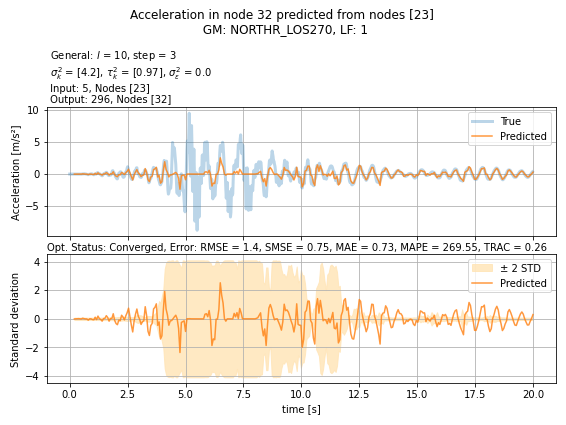 Acceleration in node 32 predicted from nodes [23]
GM: NORTHR_LOS270, LF: 1
General: l = 10, step = 3
σ²ₖ = [4.2], τ²ₖ = [0.97], σ²ε = 0.0
Input: 5, Nodes [23]
Output: 296, Nodes [32]
10
5
0
−5
Acceleration [m/s²]
True
Predicted
Opt. Status: Converged, Error: RMSE = 1.4, SMSE = 0.75, MAE = 0.73, MAPE = 269.55, TRAC = 0.26
4
2
0
−2
−4
Standard deviation
± 2 STD
Predicted
0.0 2.5 5.0 7.5 10.0 12.5 15.0 17.5 20.0
time [s]